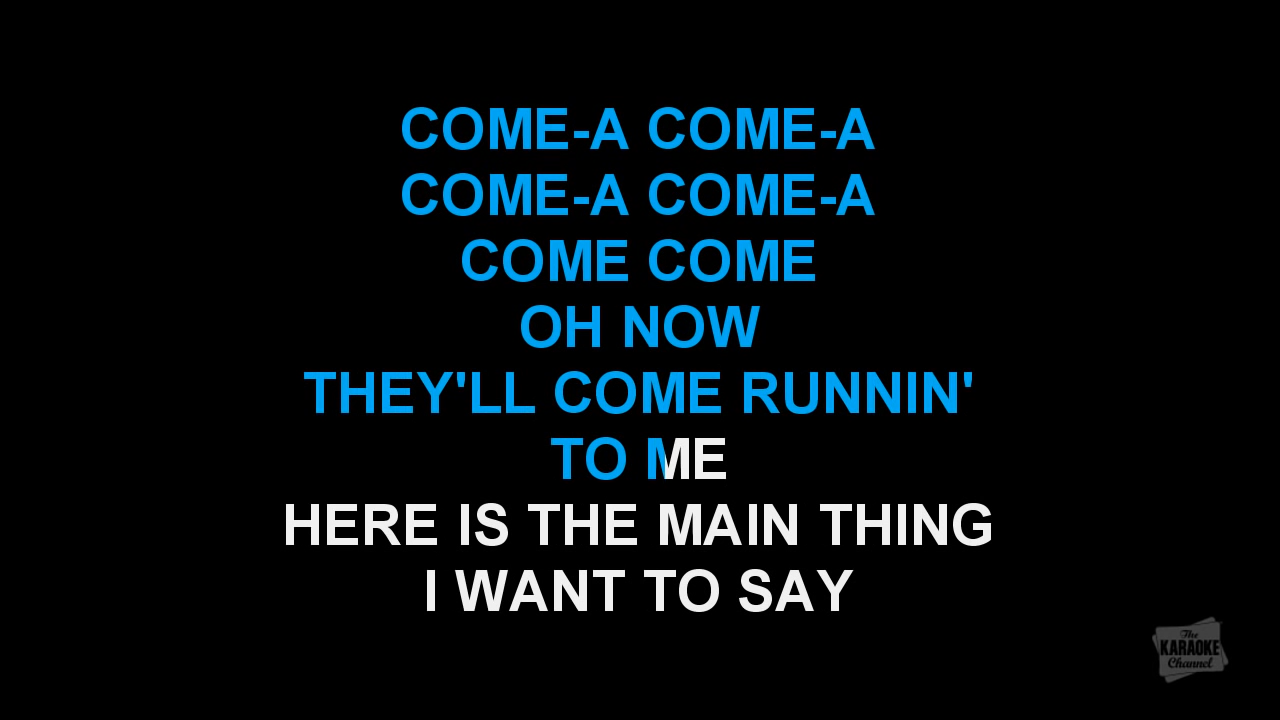 COME-A COME-A
COME-A COME-A
COME COME
OH NOW
THEY'LL COME RUNNIN'
TO ME
HERE IS THE MAIN THING
I WANT TO SAY
The
KARAOKE
Channel